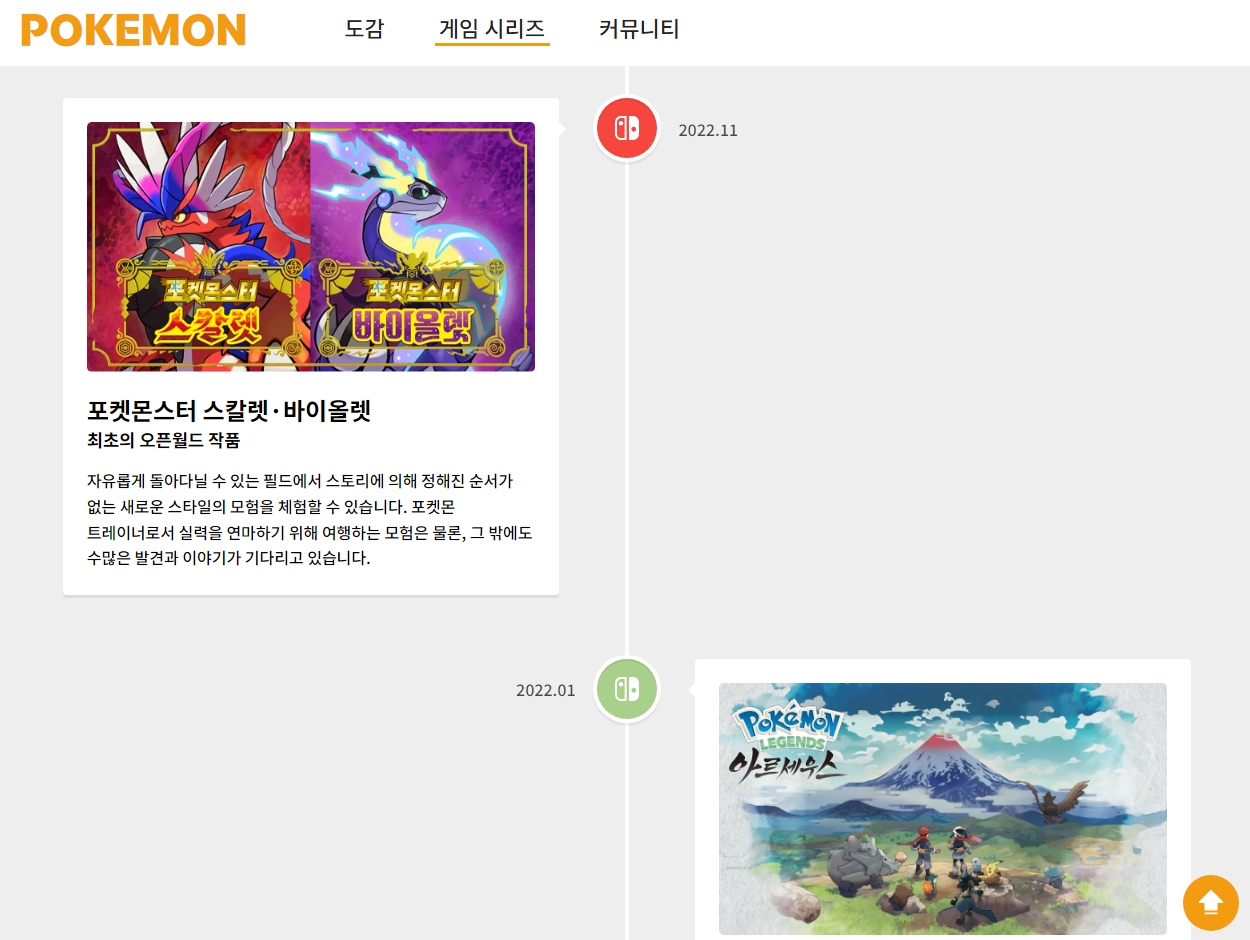 POKEMON
도감
게임 시리즈
커뮤니티
2022.11
포켓몬스터
스칼렛
포켓몬스터
바이올렛
포켓몬스터 스칼렛·바이올렛
최초의 오픈월드 작품
자유롭게 돌아다닐 수 있는 필드에서 스토리에 의해 정해진 순서가
없는 새로운 스타일의 모험을 체험할 수 있습니다. 포켓몬
트레이너로서 실력을 연마하기 위해 여행하는 모험은 물론, 그 밖에도
수많은 발견과 이야기가 기다리고 있습니다.
2022.01
POKéMON
LEGENDS
아르세우스